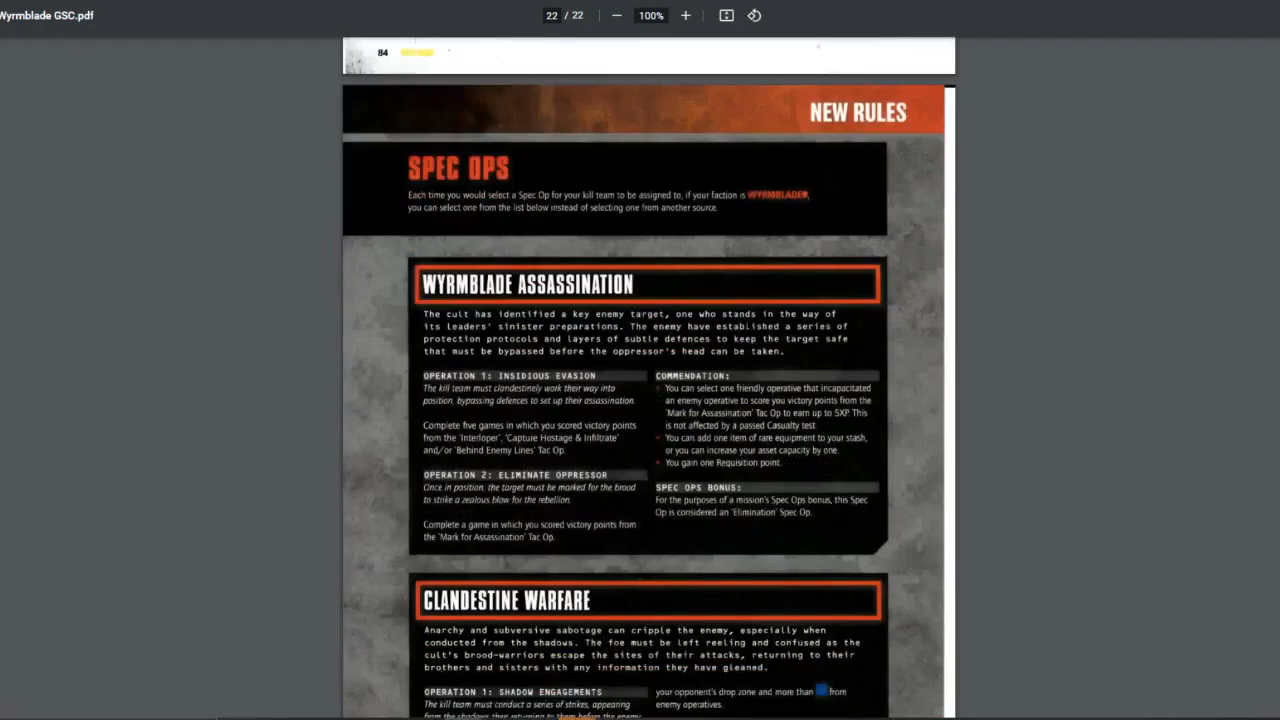 Wyrmblade GSC.pdf
22 / 22
100%
84
NEW RULES
SPEC OPS
Each time you would select a Spec Op for your kill team to be assigned to, if your faction is WYRMBLADE,
you can select one from the list below instead of selecting one from another source.
WYRMBLADE ASSASSINATION
The cult has identified a key enemy target, one who stands in the way of
its leaders' sinister preparations. The enemy have established a series of
protection protocols and layers of subtle defences to keep the target safe
that must be bypassed before the oppressor's head can be taken.
OPERATION 1: INSIDIOUS EVASION
The kill team must clandestinely work their way into
position, bypassing defences to set up their assassination.
Complete five games in which you scored victory points
from the 'Interloper', 'Capture Hostage & Infiltrate'
and/or 'Behind Enemy Lines' Tac Op.
OPERATION 2: ELIMINATE OPPRESSOR
Once in position, the target must be marked for the brood
to strike a zealous blow for the rebellion.
Complete a game in which you scored victory points from
the 'Mark for Assassination' Tac Op.
COMMENDATION:
You can select one friendly operative that incapacitated
an enemy operative to score you victory points from the
'Mark for Assassination' Tac Op to earn up to 5XP. This
is not affected by a passed Casualty test.
You can add one item of rare equipment to your stash,
or you can increase your asset capacity by one.
You gain one Requisition point.
SPEC OPS BONUS:
For the purposes of a mission's Spec Ops bonus, this Spec
Op is considered an 'Elimination' Spec Op.
CLANDESTINE WARFARE
Anarchy and subversive sabotage can cripple the enemy, especially when
conducted from the shadows. The foe must be left reeling and confused as the
cult's brood-warriors escape the sites of their attacks, returning to their
brothers and sisters with any information they have gleaned.
OPERATION 1: SHADOW ENGAGEMENTS
The kill team must conduct a series of strikes, appearing
from the shadows then returning to them before the enemy
your opponent's drop zone and more than from
enemy operatives.